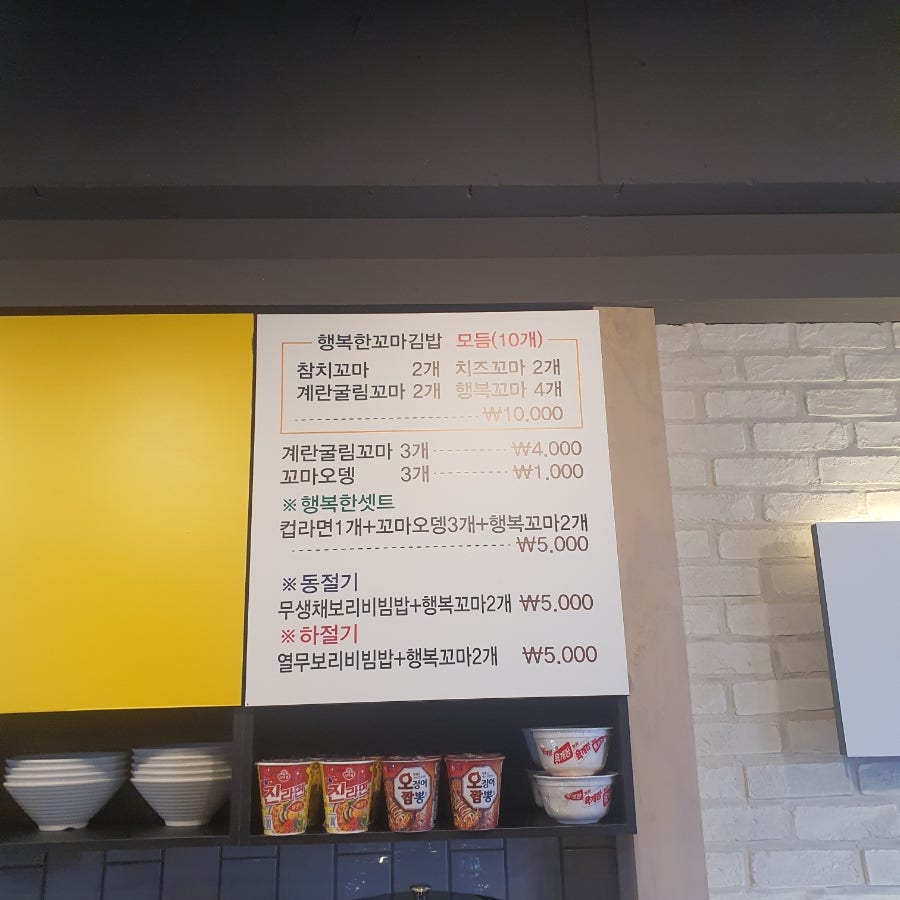 행복한꼬마김밥 모듬(10개)
참치꼬마 2개 치즈꼬마 2개
계란굴림꼬마 2개 행복꼬마 4개
₩10.000
계란굴림꼬마 3개 ₩4.000
꼬마오뎅 3개 ₩1.000
※행복한셋트
컵라면1개+꼬마오뎅3개+행복꼬마2개
₩5.000
※동절기
무생채보리비빔밥+행복꼬마2개 ₩5.000
※하절기
열무보리비빔밥+행복꼬마2개 ₩5.000
진라면
진라면
오징어짬뽕
오징어짬뽕
육개장
육개장